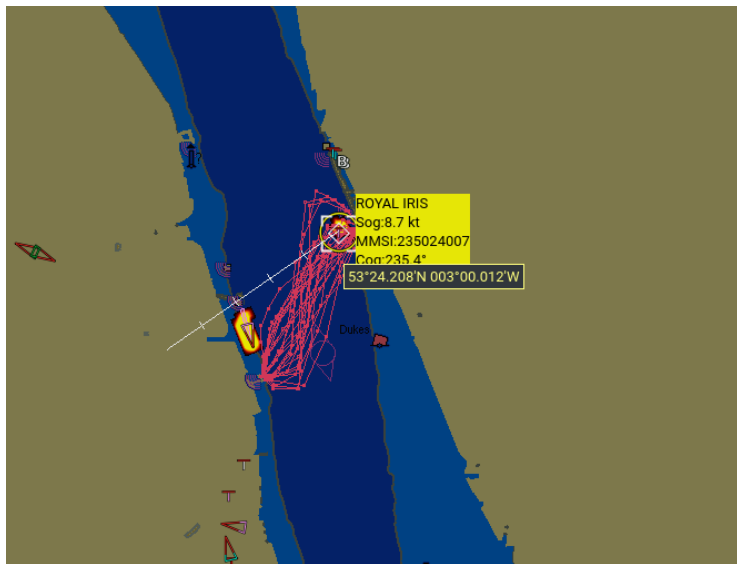 B
ROYAL IRIS
Sog:8.7 kt
MMSI:235024007
Cog:235.4°
53°24.208'N 003°00.012'W
Dukes